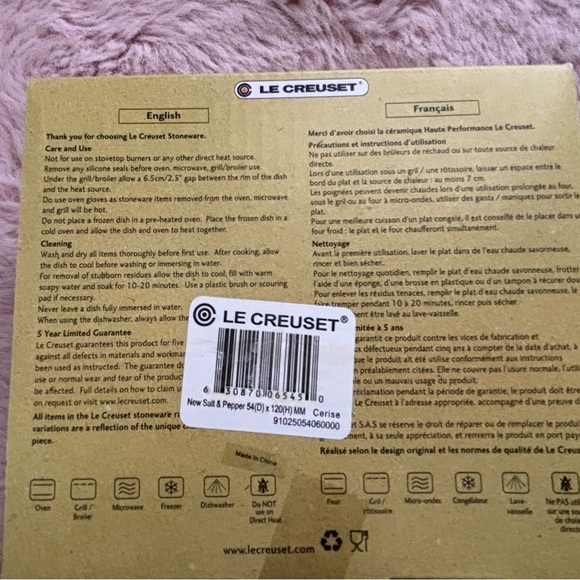 LE CREUSET®
English
Thank you for choosing Le Creuset Stoneware.
Care and Use
Not for use on stovetop burners or any other direct heat source.
Remove any silicone seals before oven, microwave, grill/broiler use.
Under the grill/broiler allow a 6.5cm/2.5" gap between the rim of the dish
and the heat source.
Do use oven gloves as stoneware items removed from the oven, microwave
and grill will be hot.
Do not place a frozen dish in a pre-heated oven. Place the frozen dish in a
cold oven and allow the dish and oven to heat together.
Cleaning
Wash and dry all items thoroughly before first use. After cooking, allow
the dish to cool before washing or immersing in water.
For removal of stubborn residues allow the dish to cool, fill with warm
soapy water and soak for 10-20 minutes. Use a plastic brush or scouring
pad if necessary.
Never leave a dish fully immersed in water.
When using the dishwasher, always allow the
5 Year Limited Guarantee
Le Creuset guarantees this product for five
against all defects in materials and workman
been used as instructed. The guarantee do
use or normal wear and tear of the product
be affected. Full details on how to claim u
on request or visit www.lecreuset.com.
All items in the Le Creuset stoneware r
variations are a reflection of the unique
piece.
Français
Merci d'avoir choisi la céramique Haute Performance Le Creuset.
Précautions et instructions d'utilisation
Ne pas utiliser sur des brûleurs de réchaud ou sur toute source de chaleur
directe.
Lors d'une utilisation sous un gril / une rôtissoire, laisser un espace entre le
bord du plat et la source de chaleur : au moins 7 cm.
Les poignées peuvent devenir chaudes lors d'une utilisation prolongée au four,
sous le gril ou au four à micro-ondes, utiliser des gants / maniques pour sortir le
plat.
Pour une meilleure cuisson d'un plat congelé, il est conseillé de le placer dans u
four froid : le plat et le four chaufferont simultanément.
Nettoyage
Avant la première utilisation, laver le plat dans de l'eau chaude savonneuse,
rincer et bien sécher.
Pour le nettoyage quotidien, remplir le plat d'eau chaude savonneuse, frotter
l'aide d'une éponge, d'une brosse en plastique ou d'un tampon à récurer dou
Pour enlever les résidus tenaces, remplir le plat d'eau chaude savonneuse, le
faire tremper pendant 10 à 20 minutes, rincer puis sécher
être lavé au lave-vaisselle.
mitée à 5 ans
garantit ce produit contre les vices de fabrication et
x défectueux pendant cinq ans à compter de la date d'achat, à
que le produit ait été utilisé conformément aux instructions
préalablement citées. Elle ne couvre pas l'usure normale, l'utili
ou un mauvais usage du produit.
réclamation pendant la période de garantie, le produit doit être
Le Creuset à l'adresse appropriée, accompagné d'une preuve d
et S.A.S se réserve le droit de réparer ou de remplacer le produit
ment, à sa seule appréciation, et renverra le produit en port payé
Réalisé selon le design original et les normes de qualité de Le Creus
LE CREUSET®
6 30870 06545 0
New Salt & Pepper 54(D) x 120(H) MM Cerise
91025054060000
Made in China
Oven
Grill / Broiler
Microwave
Freezer
Dishwasher
Do NOT use on Direct Heat
Four
Gril / rôtissoire
Micro-ondes
Congélateur
Lave-vaisselle
Ne PAS utili
sur une sou
de chale
directe
www.lecreuset.com